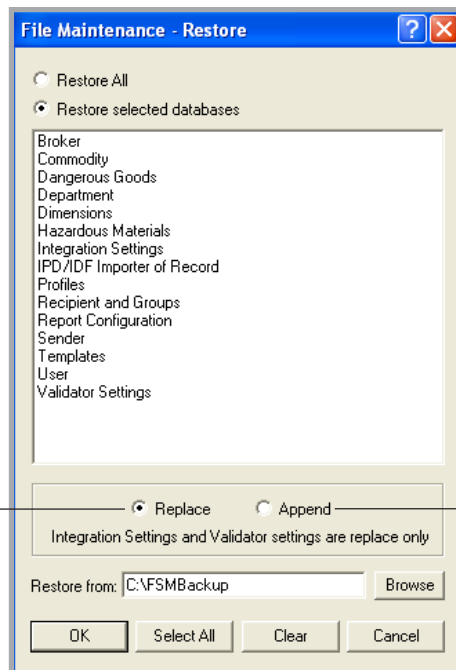 File Maintenance - Restore
Restore All
Restore selected databases
Broker
Commodity
Dangerous Goods
Department
Dimensions
Hazardous Materials
Integration Settings
IPD/IDF Importer of Record
Profiles
Recipient and Groups
Report Configuration
Sender
Templates
User
Validator Settings
Replace Append
Integration Settings and Validator settings are replace only
Restore from: C:\FSMBackup Browse
OK Select All Clear Cancel